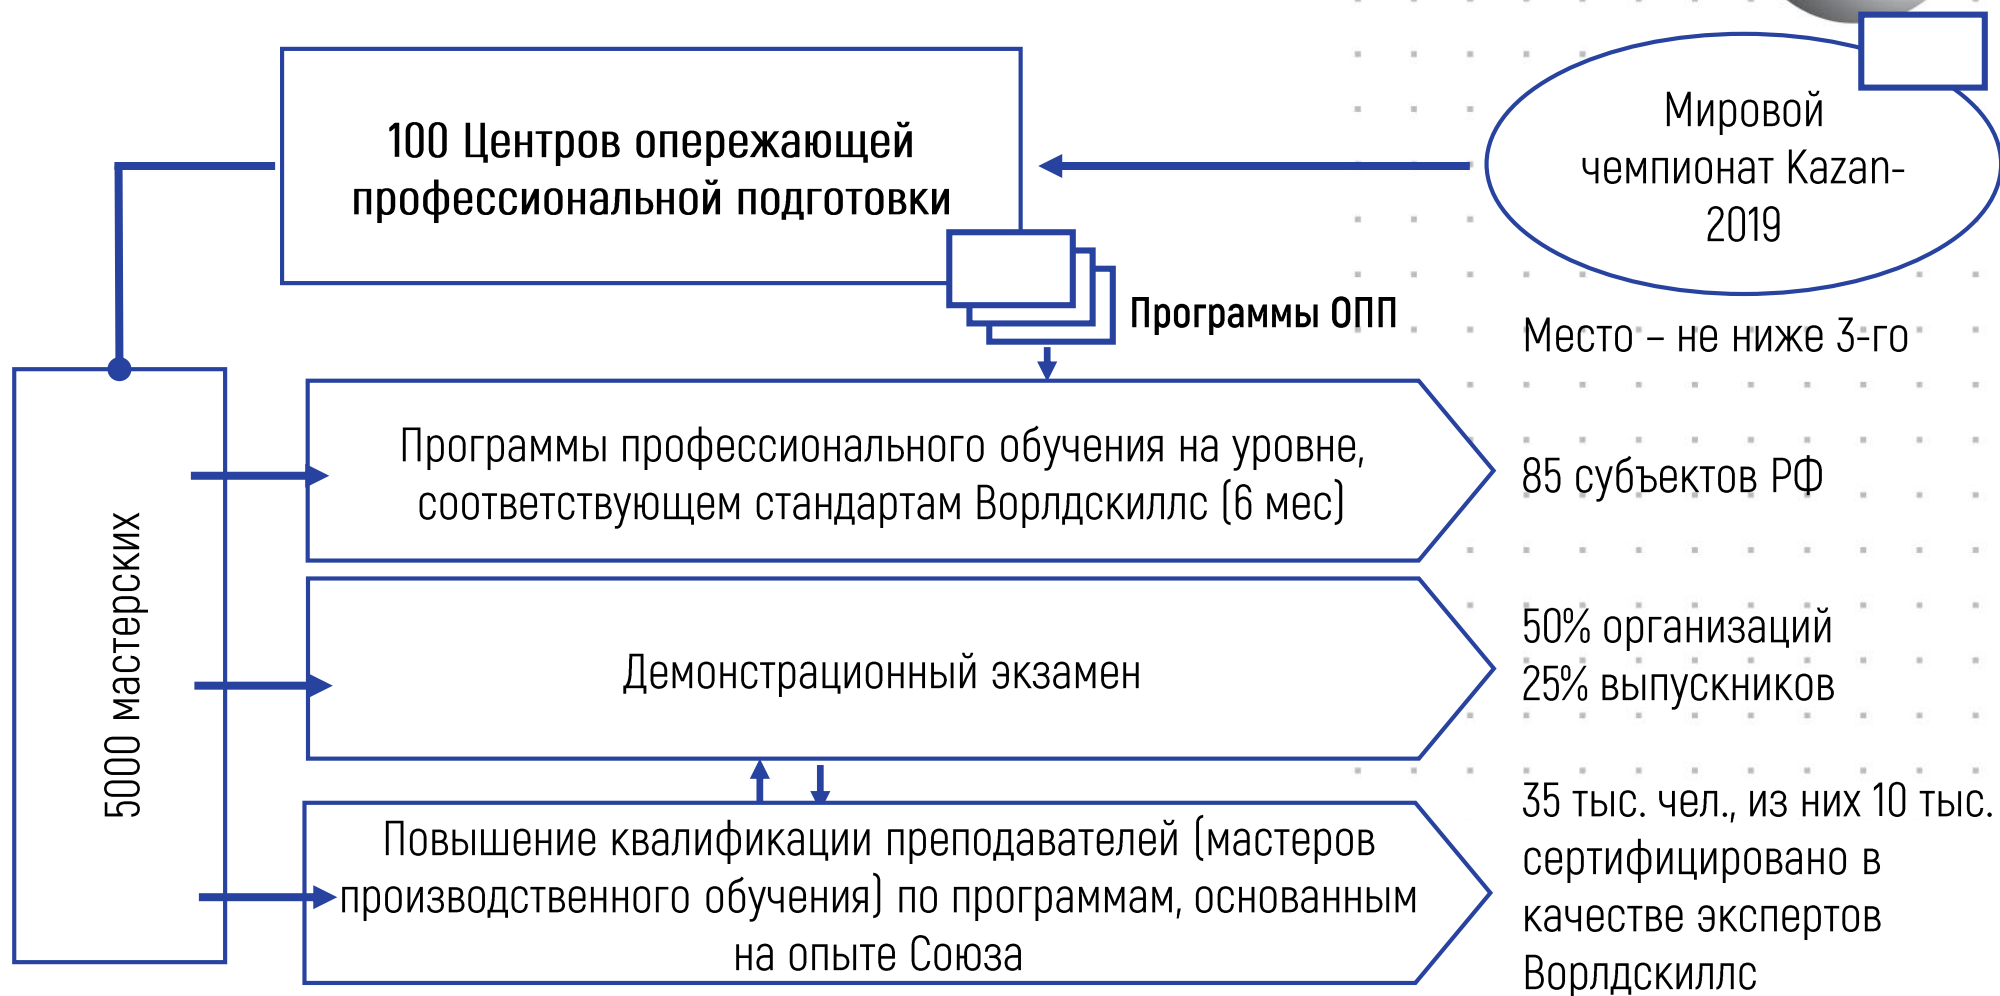 100 Центров опережающей
профессиональной подготовки
Мировой
чемпионат Kazan-
2019
Программы ОПП
Место – не ниже 3-го
Программы профессионального обучения на уровне,
соответствующем стандартам Ворлдскиллс (6 мес)
85 субъектов РФ
5000 мастерских
Демонстрационный экзамен
50% организаций
25% выпускников
Повышение квалификации преподавателей (мастеров
производственного обучения) по программам, основанным
на опыте Союза
35 тыс. чел., из них 10 тыс.
сертифицировано в
качестве экспертов
Ворлдскиллс